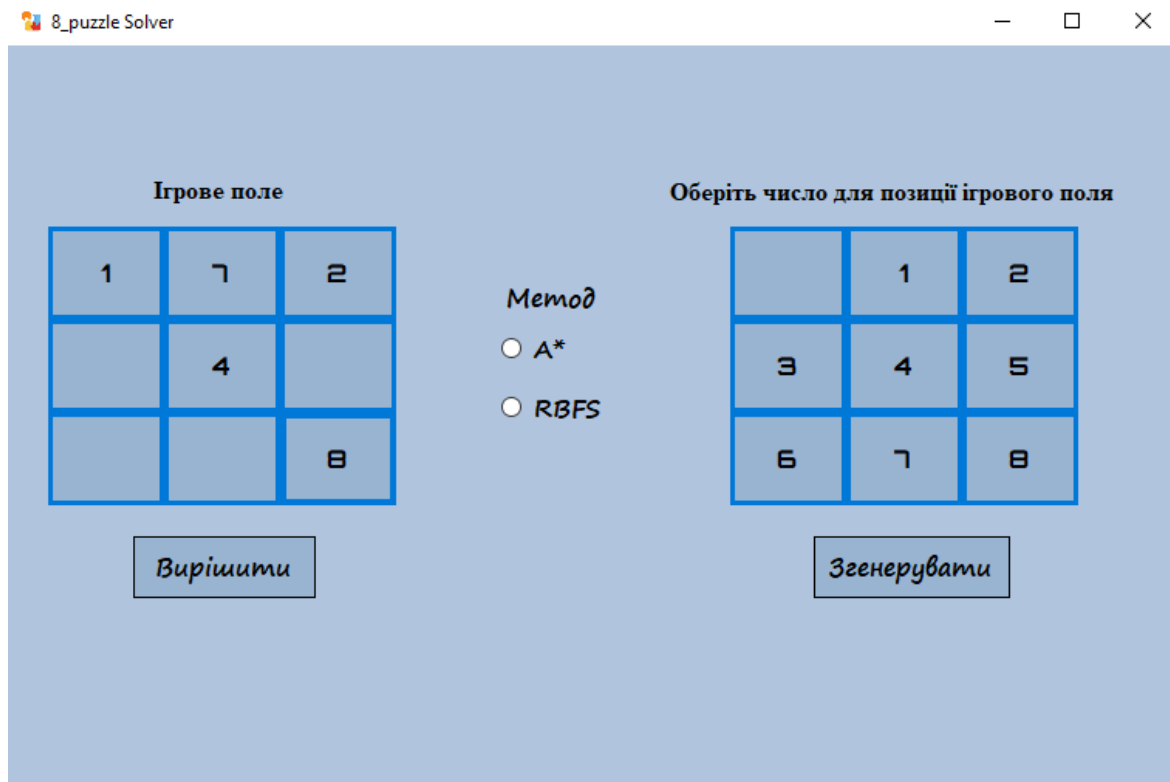 8_puzzle Solver
Ігрове поле
1 7 2
4
8
Вирішити
Метод
A*
RBFS
Оберіть число для позиції ігрового поля
1 2
3 4 5
6 7 8
Згенерувати